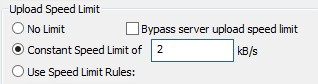 Upload Speed Limit
No Limit Bypass server upload speed limit
Constant Speed Limit of 2 kB/s
Use Speed Limit Rules: